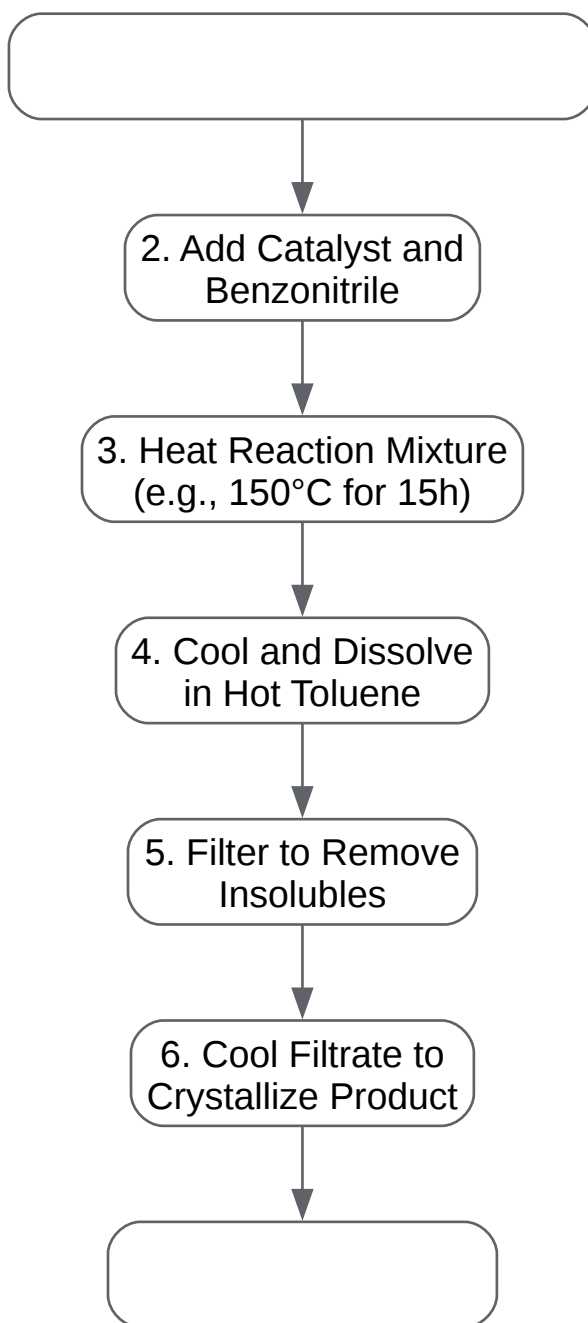 2. Add Catalyst and
Benzonitrile
3. Heat Reaction Mixture
(e.g., 150°C for 15h)
4. Cool and Dissolve
in Hot Toluene
5. Filter to Remove
Insolubles
6. Cool Filtrate to
Crystallize Product